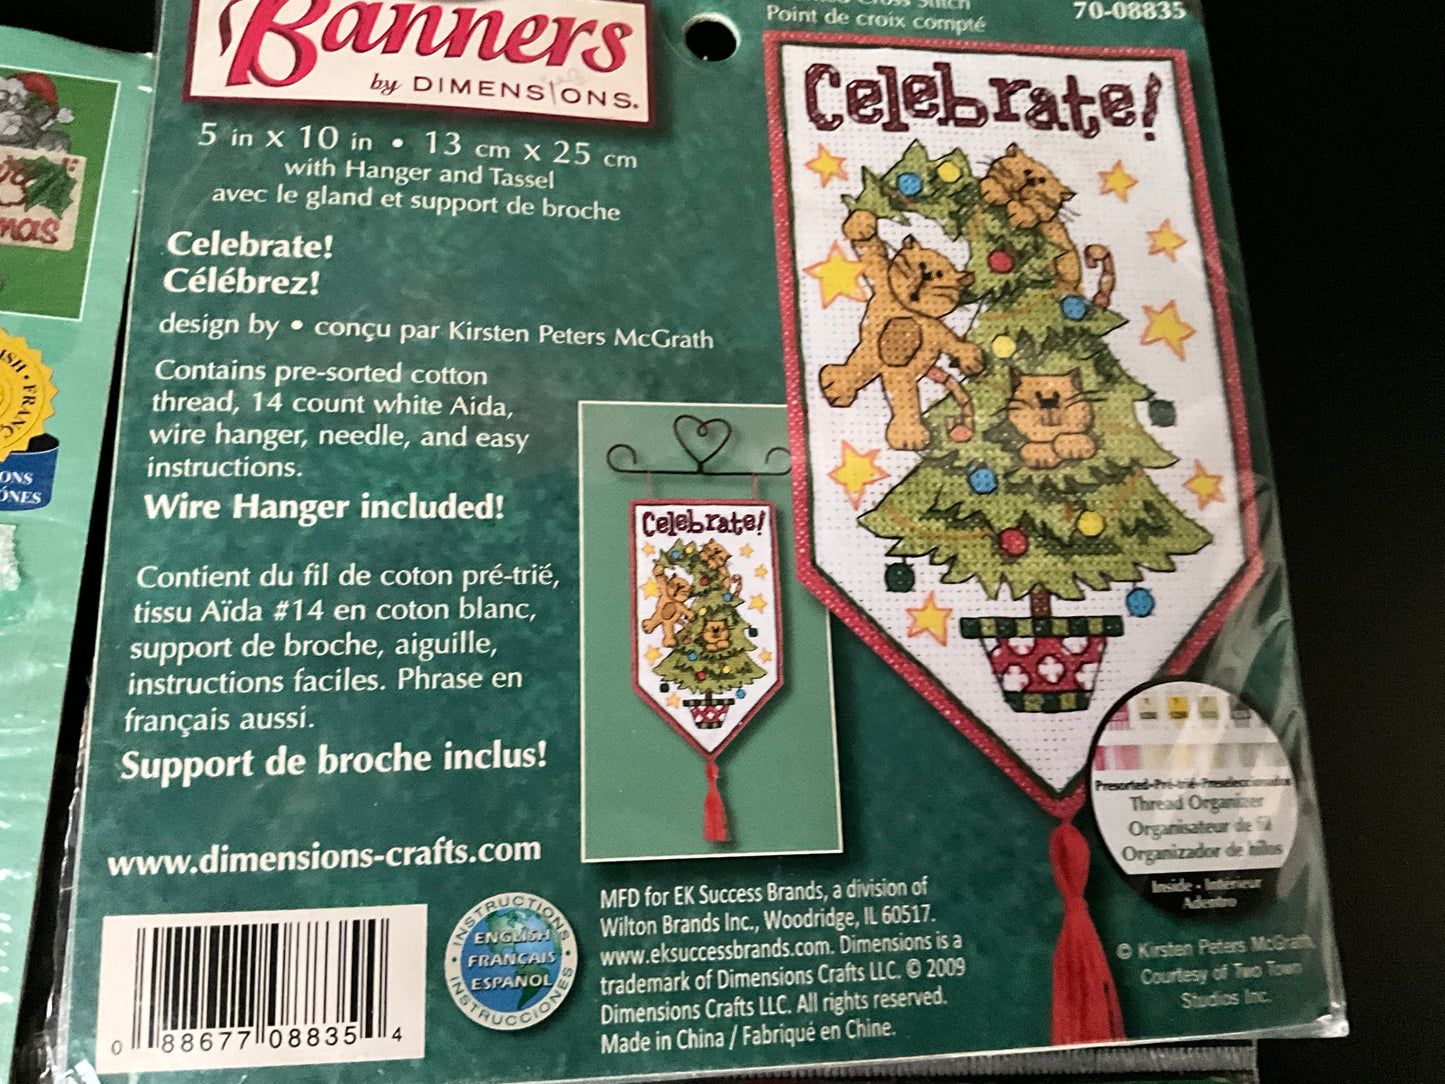 Banners
by DIMENSIONS®
Cross Stitch
Point de croix compté
70-08835
5 in x 10 in • 13 cm x 25 cm
with Hanger and Tassel
avec le gland et support de broche
Celebrate!
Célébrez!
design by • conçu par Kirsten Peters McGrath
Contains pre-sorted cotton
thread, 14 count white Aida,
wire hanger, needle, and easy
instructions.
Wire Hanger included!
Contient du fil de coton pré-trié,
tissu Aïda #14 en coton blanc,
support de broche, aiguille,
instructions faciles. Phrase en
français aussi.
Support de broche inclus!
www.dimensions-crafts.com
0 88677 08835 4
INSTRUCTIONS
ENGLISH
FRANÇAIS
ESPAÑOL
INSTRUCCIONES
MFD for EK Success Brands, a division of
Wilton Brands Inc., Woodridge, IL 60517.
www.eksuccessbrands.com. Dimensions is a
trademark of Dimensions Crafts LLC. © 2009
Dimensions Crafts LLC. All rights reserved.
Made in China / Fabriqué en Chine.
Celebrate!
Celebrate!
Presorted•Pré-trié•Preseleccionados
Thread Organizer
Organisateur de fil
Organizador de hilos
Inside • Intérieur
Adentro
© Kirsten Peters McGrath
Courtesy of Two Town
Studios Inc.
mas